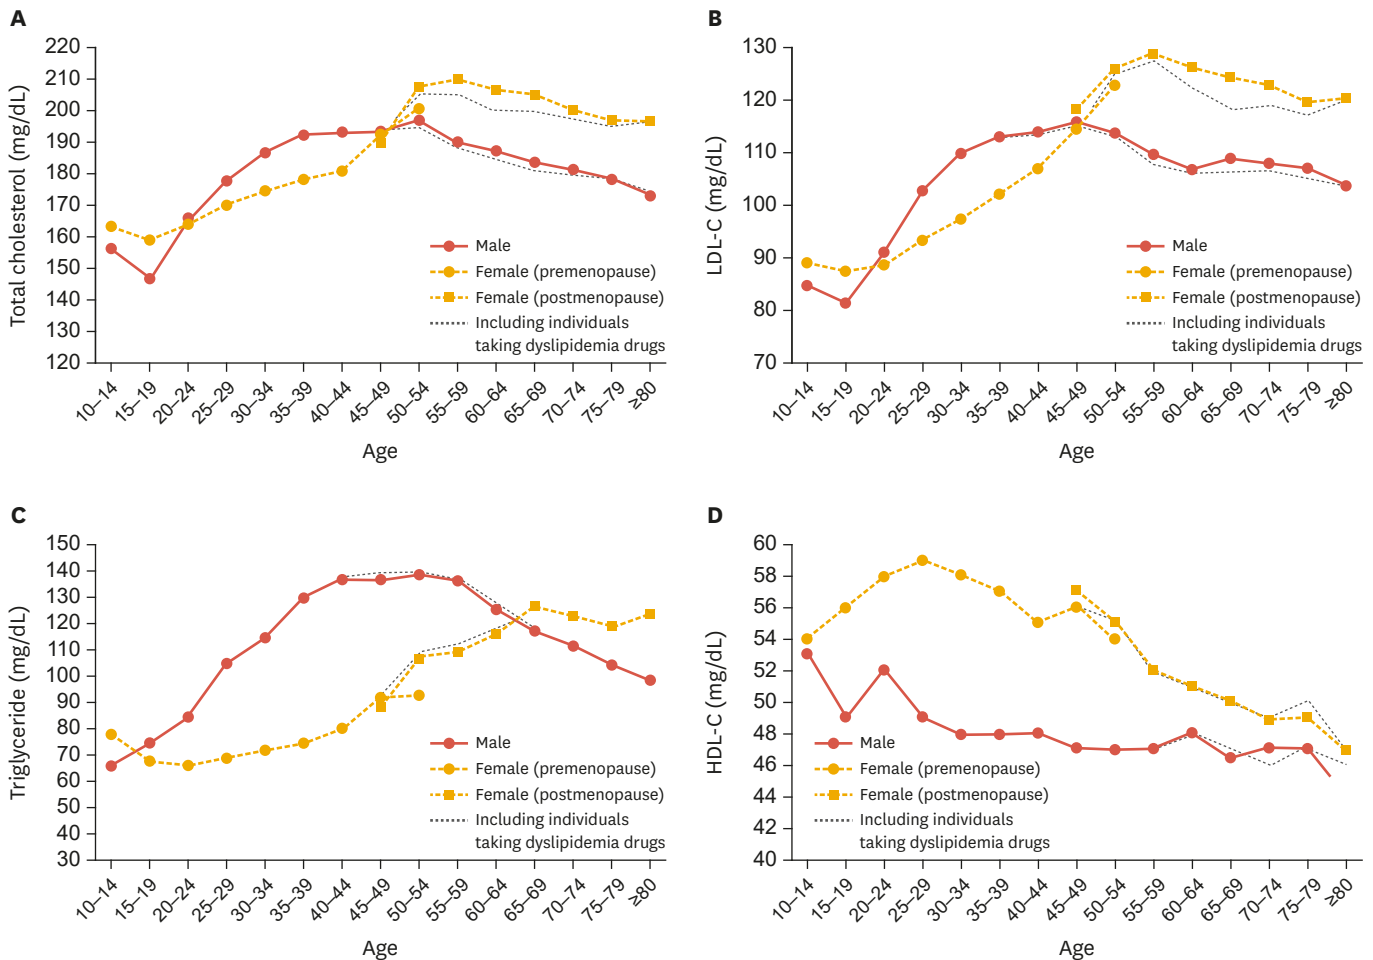 A
Total cholesterol (mg/dL)
220
210
200
190
180
170
160
150
140
130
120
Male
Female (premenopause)
Female (postmenopause)
Including individuals
taking dyslipidemia drugs
10–14 15–19 20–24 25–29 30–34 35–39 40–44 45–49 50–54 55–59 60–64 65–69 70–74 75–79 ≥80
Age
B
LDL-C (mg/dL)
130
120
110
100
90
80
70
Male
Female (premenopause)
Female (postmenopause)
Including individuals
taking dyslipidemia drugs
10–14 15–19 20–24 25–29 30–34 35–39 40–44 45–49 50–54 55–59 60–64 65–69 70–74 75–79 ≥80
Age
C
Triglyceride (mg/dL)
150
140
130
120
110
100
90
80
70
60
50
40
30
Male
Female (premenopause)
Female (postmenopause)
Including individuals
taking dyslipidemia drugs
10–14 15–19 20–24 25–29 30–34 35–39 40–44 45–49 50–54 55–59 60–64 65–69 70–74 75–79 ≥80
Age
D
HDL-C (mg/dL)
60
58
56
54
52
50
48
46
44
42
40
Male
Female (premenopause)
Female (postmenopause)
Including individuals
taking dyslipidemia drugs
10–14 15–19 20–24 25–29 30–34 35–39 40–44 45–49 50–54 55–59 60–64 65–69 70–74 75–79 ≥80
Age